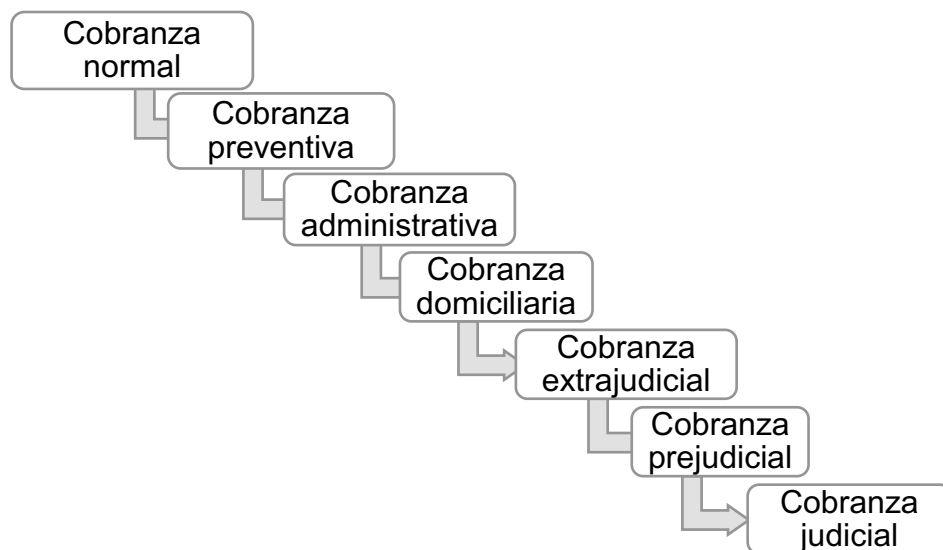 Cobranza
normal
Cobranza
preventiva
Cobranza
administrativa
Cobranza
domiciliaria
Cobranza
extrajudicial
Cobranza
prejudicial
Cobranza
judicial